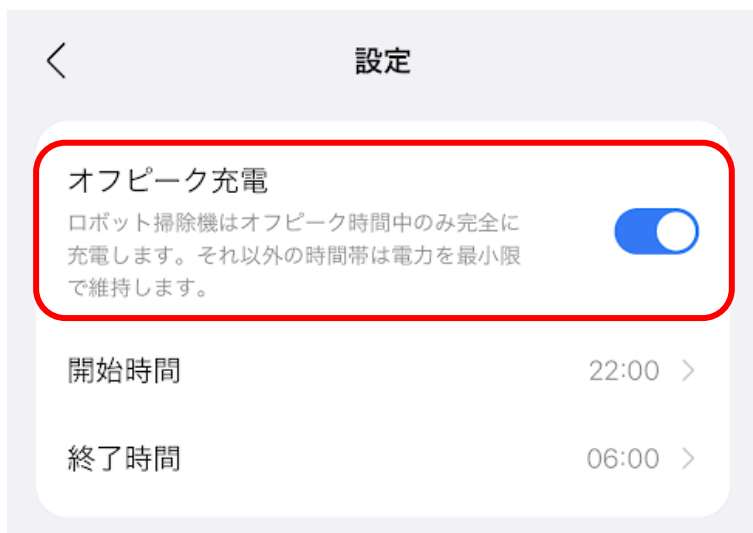 設定
オフピーク充電
ロボット掃除機はオフピーク時間中のみ完全に
充電します。それ以外の時間帯は電力を最小限
で維持します。
開始時間 22:00
終了時間 06:00